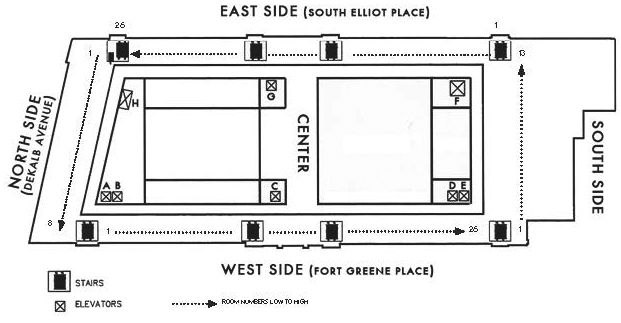 EAST SIDE (SOUTH ELLIOT PLACE)
26
1
1
13
H
G
F
NORTH SIDE
(DEKALB AVENUE)
CENTER
SOUTH SIDE
A B
C
D E
8
1
26
1
WEST SIDE (FORT GREENE PLACE)
STAIRS
ELEVATORS
ROOM NUMBERS LOW TO HIGH